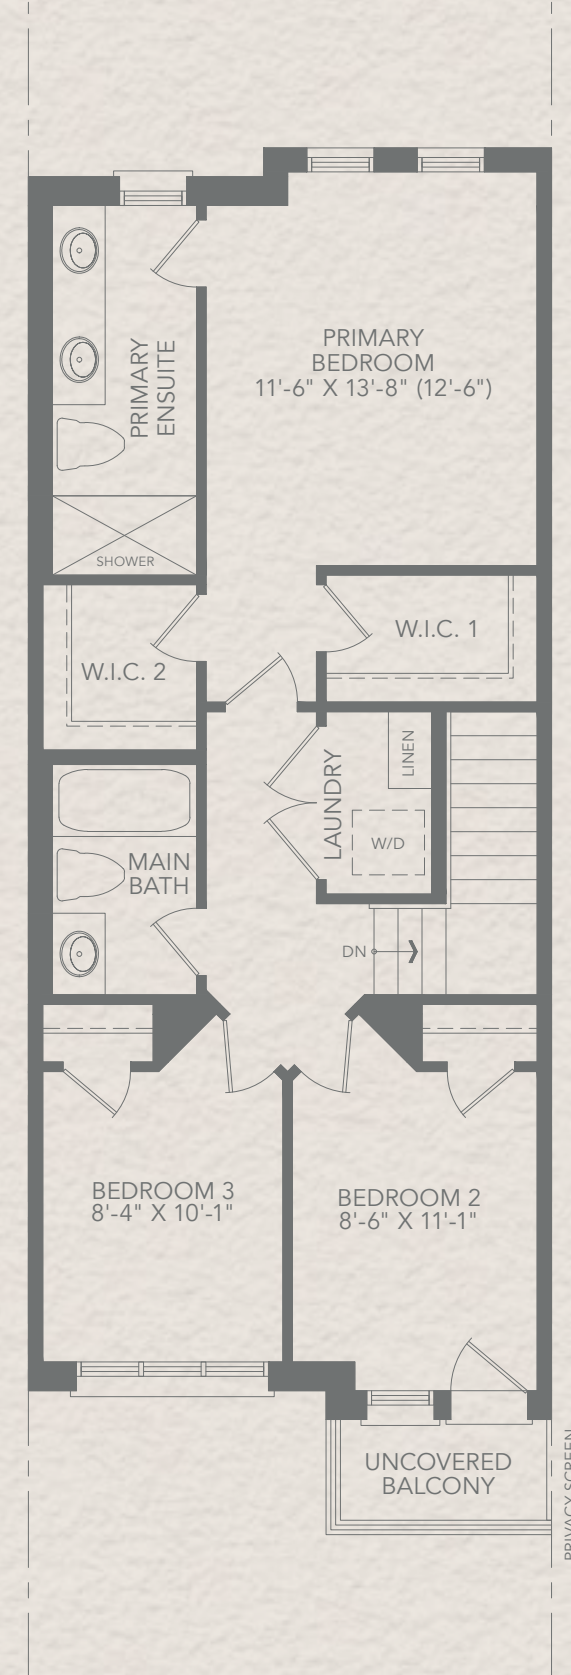 PRIMARY
BEDROOM
11'-6" X 13'-8" (12'-6")
PRIMARY
ENSUITE
SHOWER
W.I.C. 1
W.I.C. 2
LINEN
LAUNDRY
W/D
MAIN
BATH
DN
BEDROOM 3
8'-4" X 10'-1"
BEDROOM 2
8'-6" X 11'-1"
UNCOVERED
BALCONY
PRIVACY SCREEN